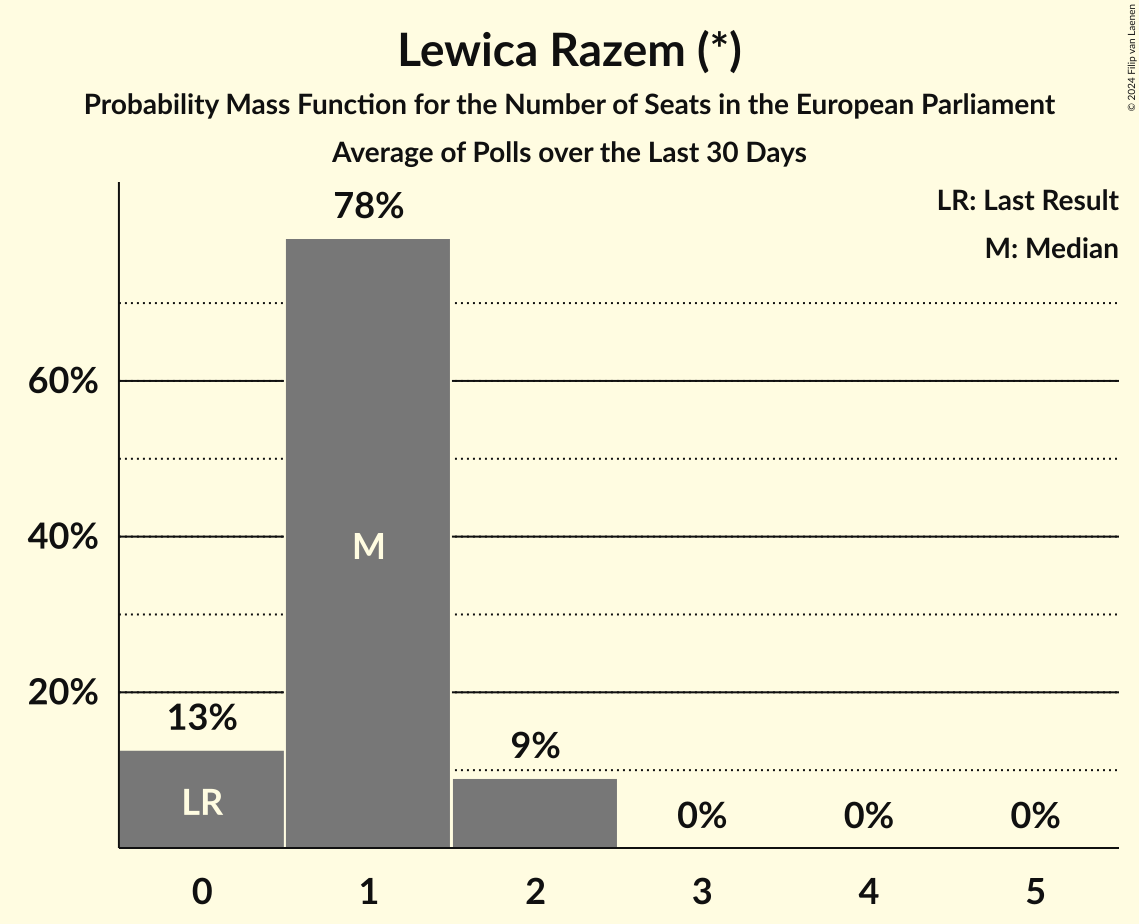 Lewica Razem (*)
Probability Mass Function for the Number of Seats in the European Parliament
Average of Polls over the Last 30 Days
© 2024 Filip van Laenen
LR: Last Result
M: Median
78%
60%
40%
20%
M
13%
9%
LR
0%
0%
0%
0
1
2
3
4
5